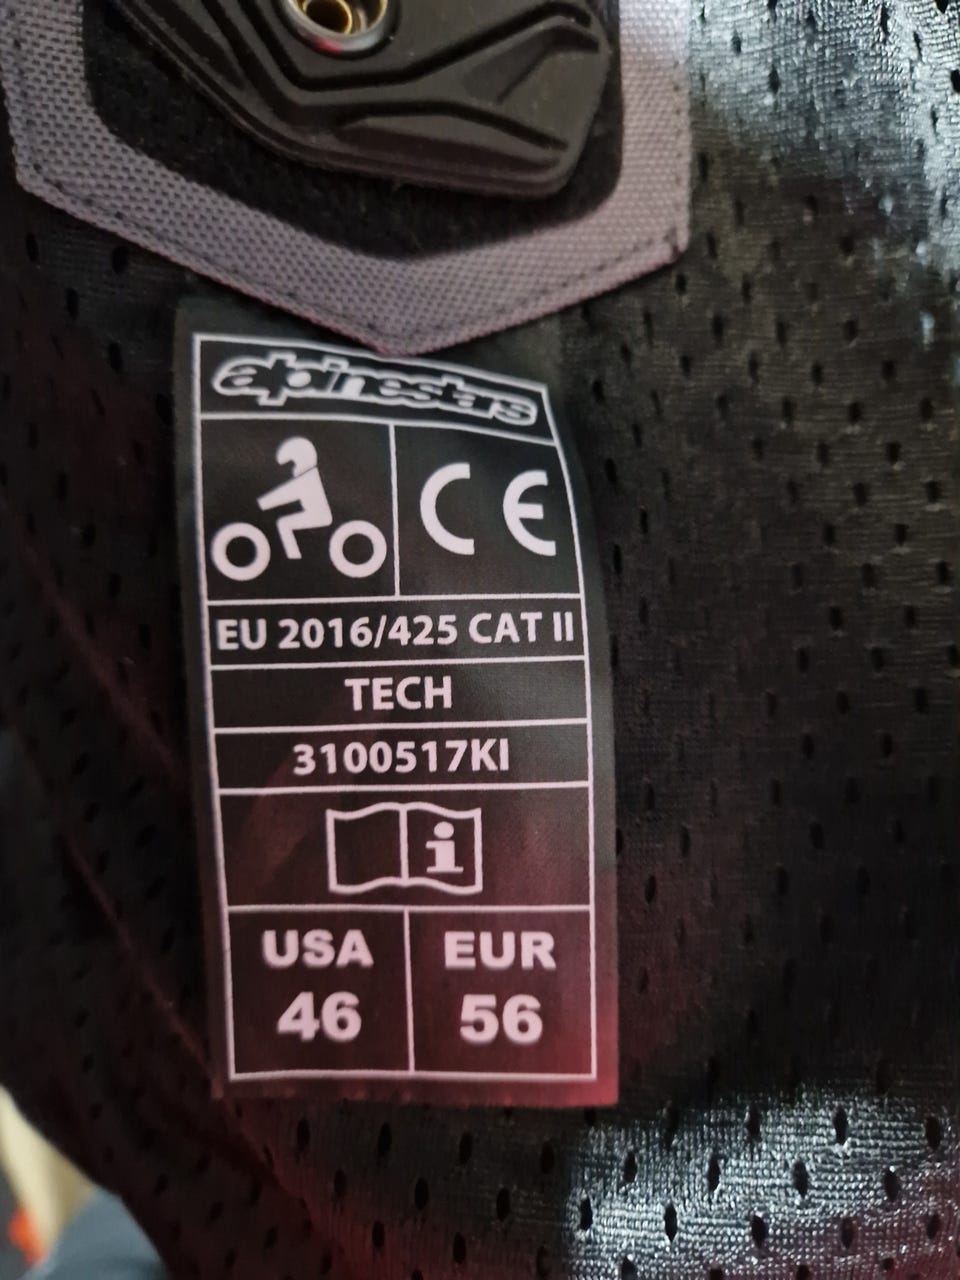 alpinestars
CE
EU 2016/425 CAT II
TECH
3100517KI
i
USA EUR
46 56